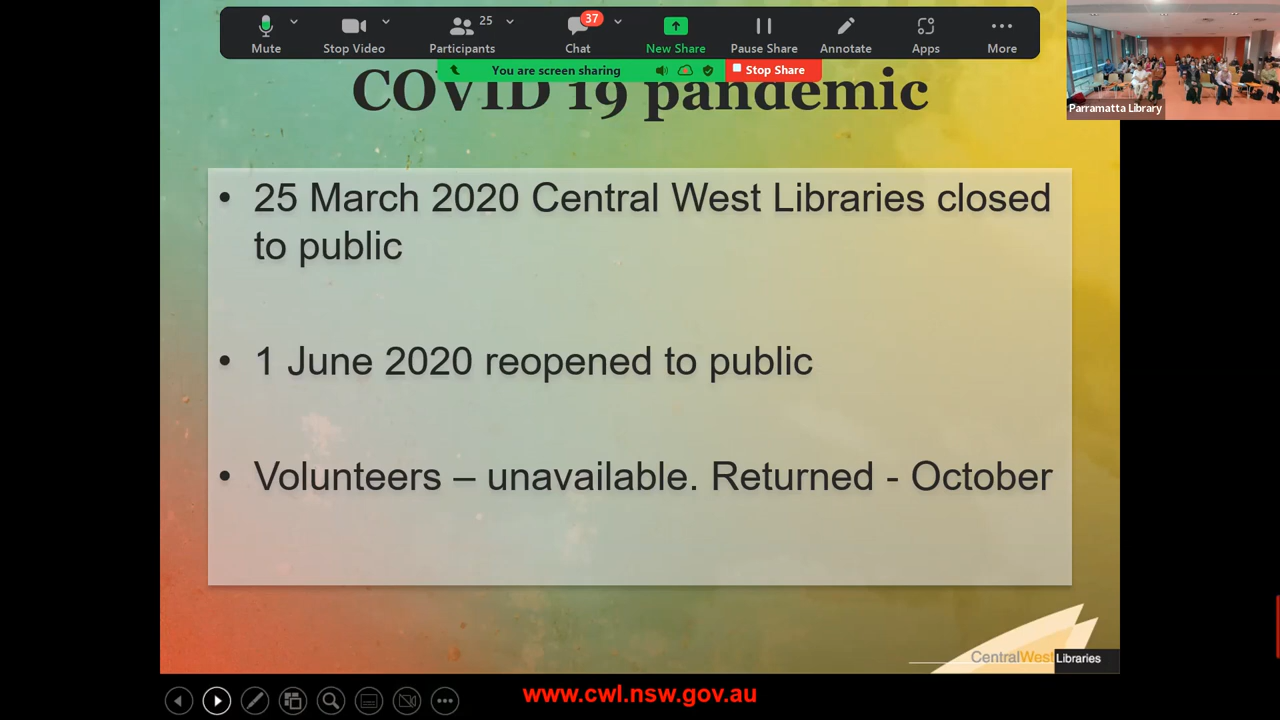 25
37
Mute
Stop Video
Participants
Chat
New Share
Pause Share
Annotate
Apps
More
You are screen sharing
Stop Share
Parramatta Library
COVID 19 pandemic
• 25 March 2020 Central West Libraries closed
to public
• 1 June 2020 reopened to public
• Volunteers – unavailable. Returned - October
CentralWest Libraries
www.cwl.nsw.gov.au